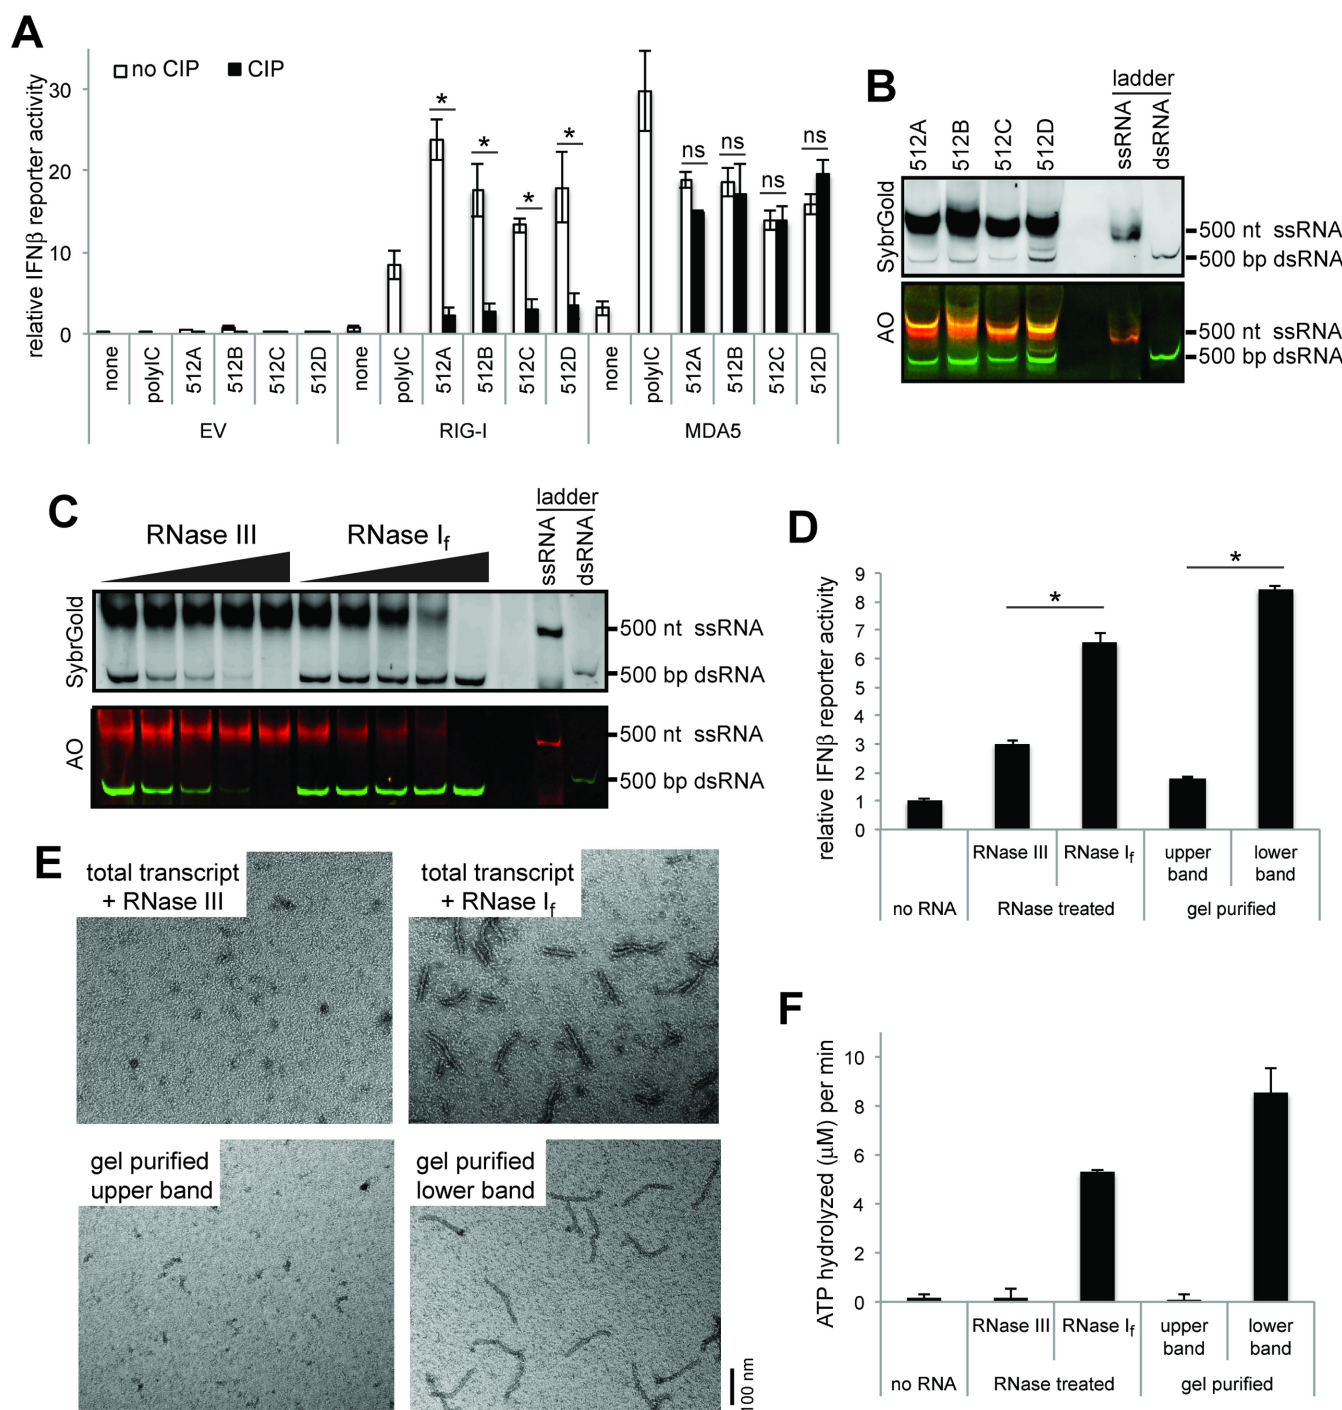 A
no CIP CIP
relative IFNβ reporter activity
30
20
10
0
* * * * ns ns ns ns
none polyIC 512A 512B 512C 512D none polyIC 512A 512B 512C 512D none polyIC 512A 512B 512C 512D
EV RIG-I MDA5
B
ladder
512A 512B 512C 512D ssRNA dsRNA
SybrGold
500 nt ssRNA
500 bp dsRNA
AO
500 nt ssRNA
500 bp dsRNA
C
RNase III RNase If
ladder
ssRNA dsRNA
SybrGold
500 nt ssRNA
500 bp dsRNA
AO
500 nt ssRNA
500 bp dsRNA
D
relative IFNβ reporter activity
9
8
7
6
5
4
3
2
1
0
* *
RNase III RNase If upper band lower band
no RNA RNase treated gel purified
E
total transcript
+ RNase III
total transcript
+ RNase If
gel purified
upper band
gel purified
lower band
100 nm
F
ATP hydrolyzed (μM) per min
10
8
6
4
2
0
RNase III RNase If upper band lower band
no RNA RNase treated gel purified